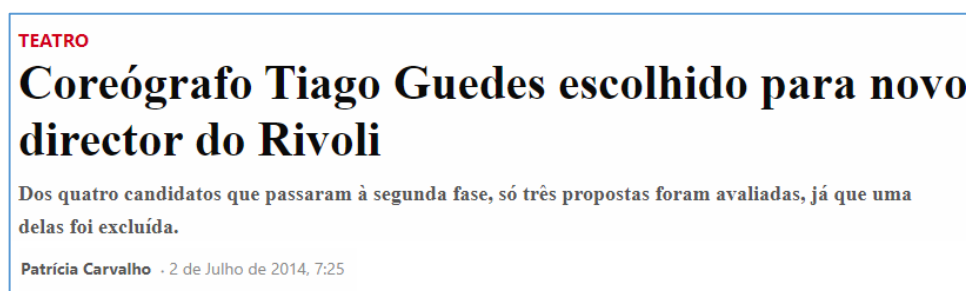 TEATRO
Coreógrafo Tiago Guedes escolhido para novo
director do Rivoli
Dos quatro candidatos que passaram à segunda fase, só três propostas foram avaliadas, já que uma
delas foi excluída.
Patrícia Carvalho · 2 de Julho de 2014, 7:25